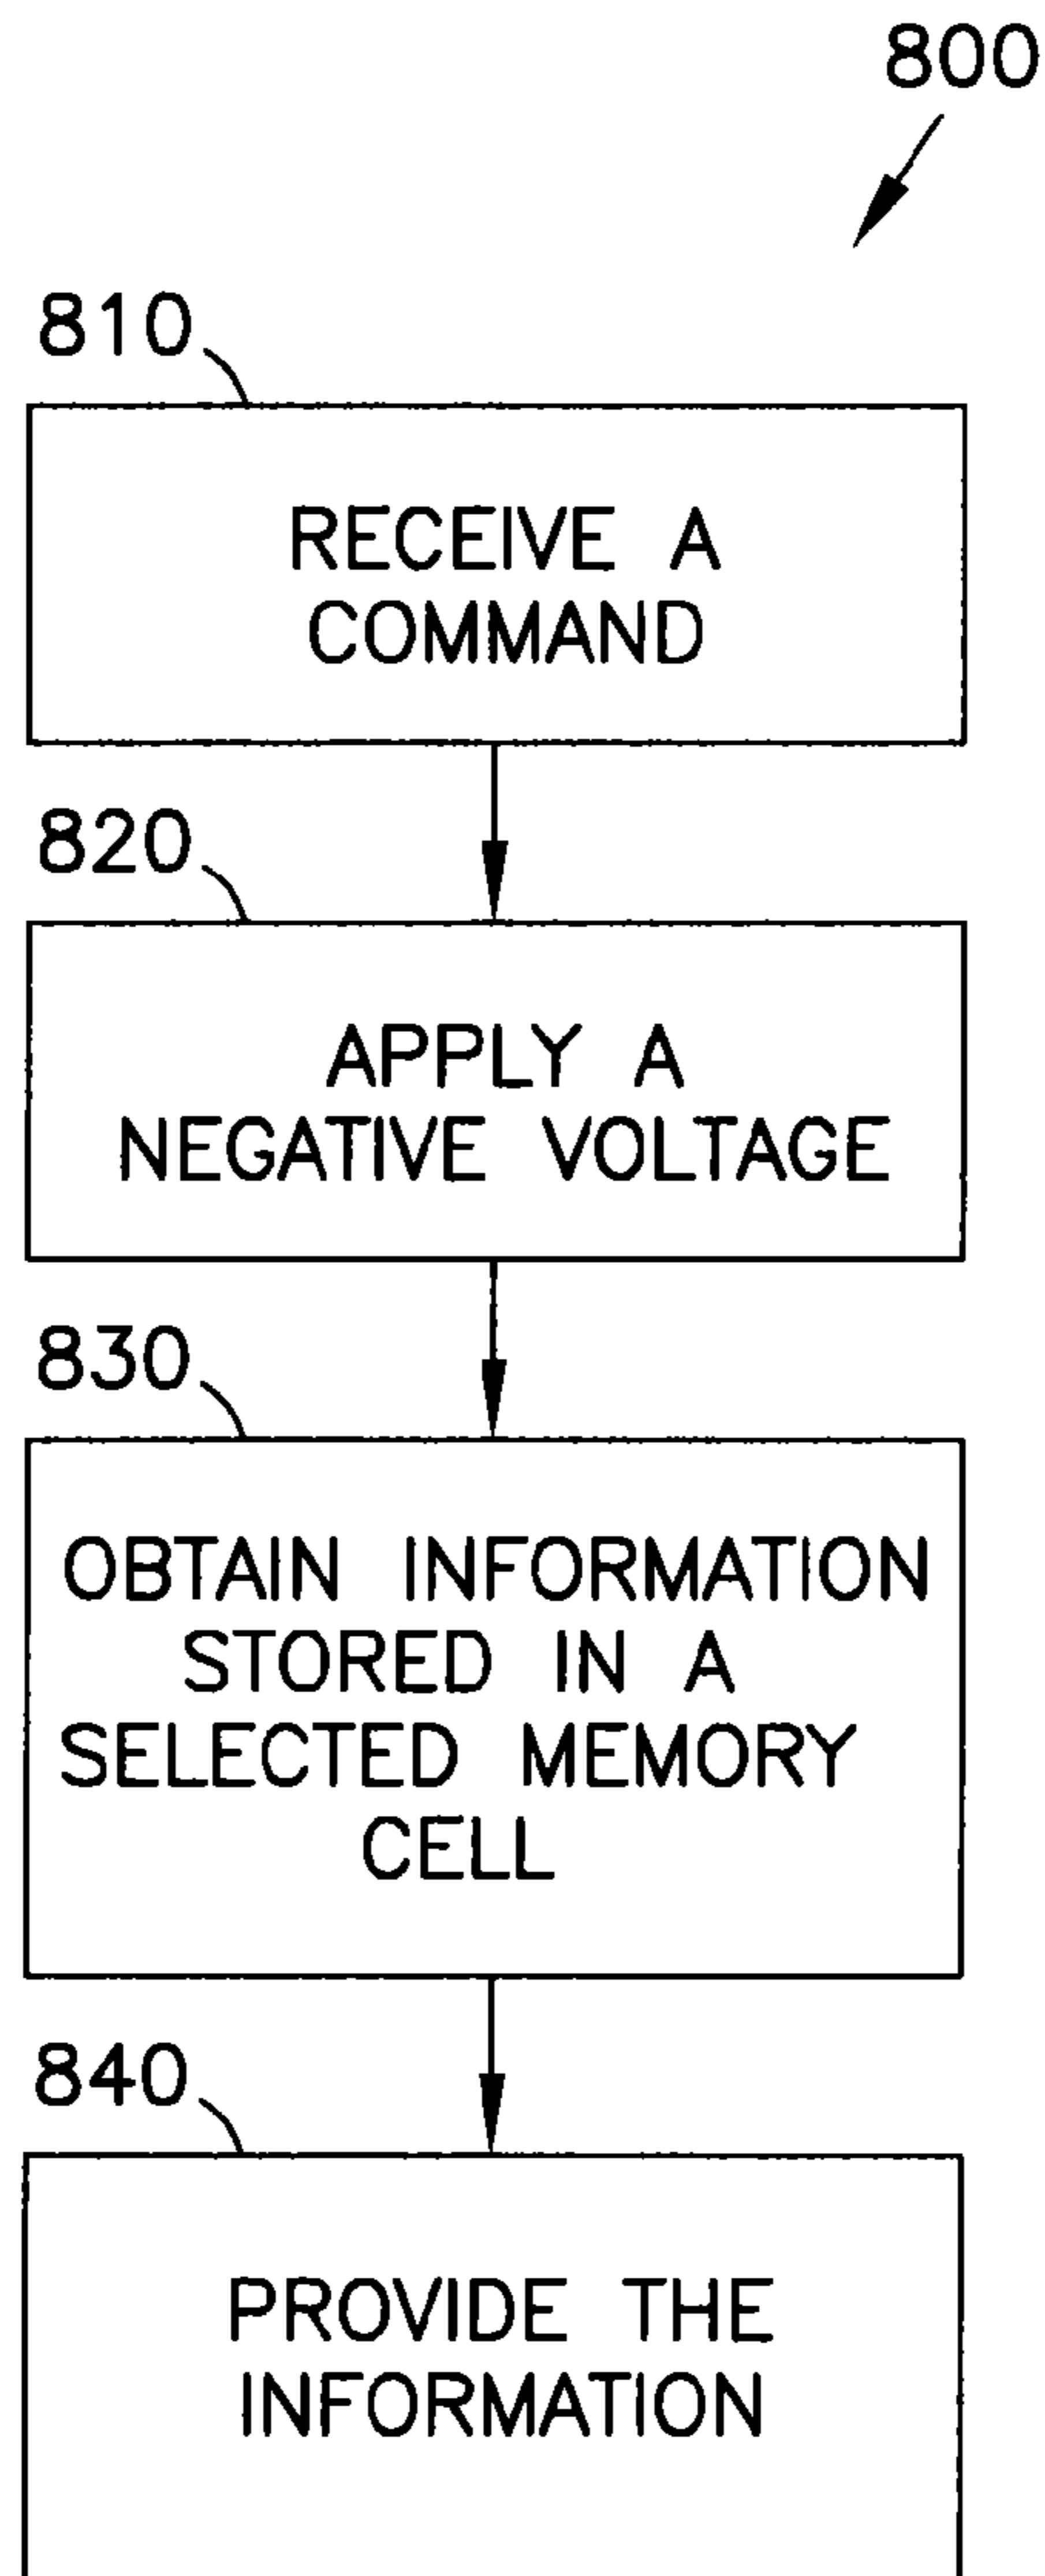 800
810
RECEIVE A
COMMAND
820
APPLY A
NEGATIVE VOLTAGE
830
OBTAIN INFORMATION
STORED IN A
SELECTED MEMORY
CELL
840
PROVIDE THE
INFORMATION